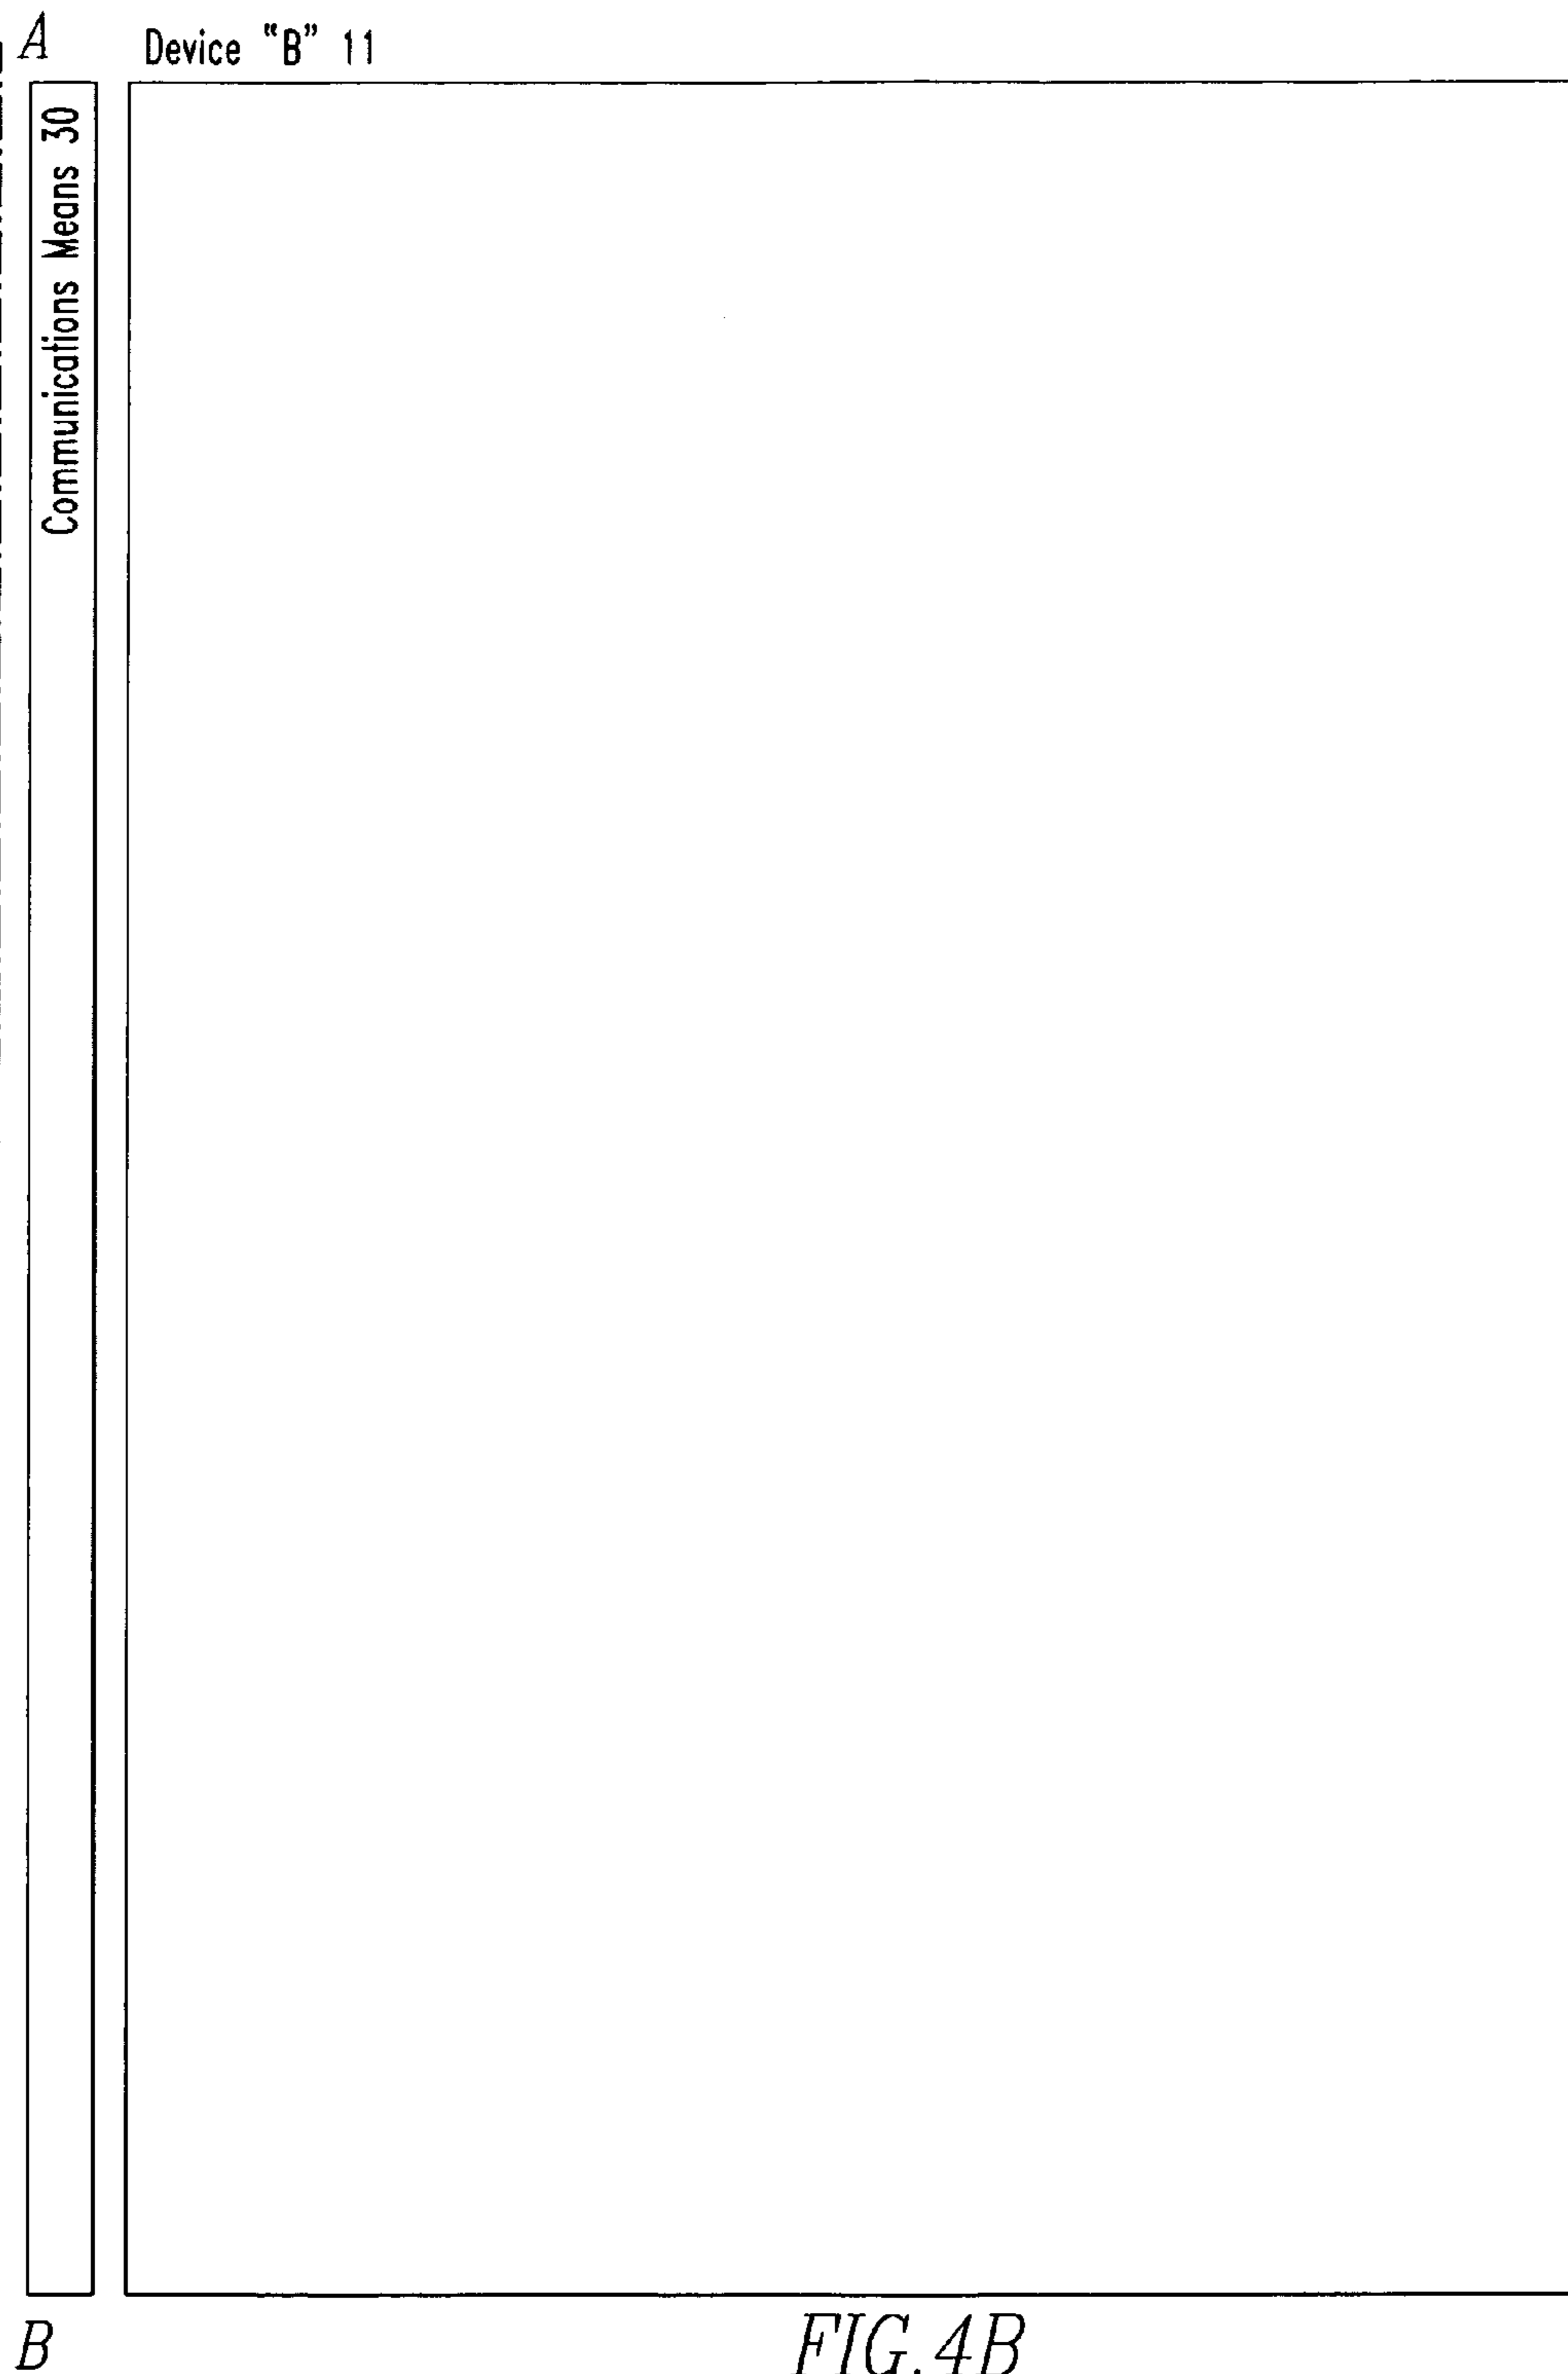 A
Device “B” 11
Communications Means 30
B
FIG.4B